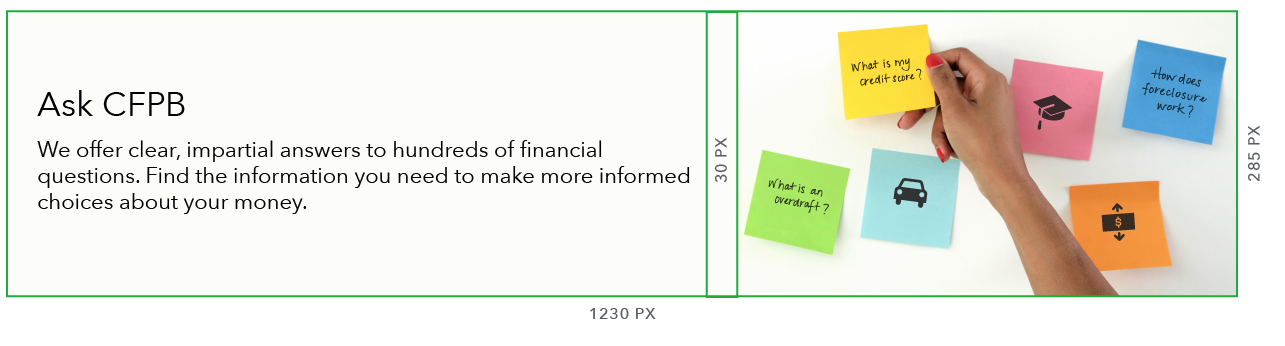 Ask CFPB
We offer clear, impartial answers to hundreds of financial
questions. Find the information you need to make more informed
choices about your money.
30 PX
What is my
credit score?
How does
foreclosure
work?
What is an
overdraft?
$
285 PX
1230 PX